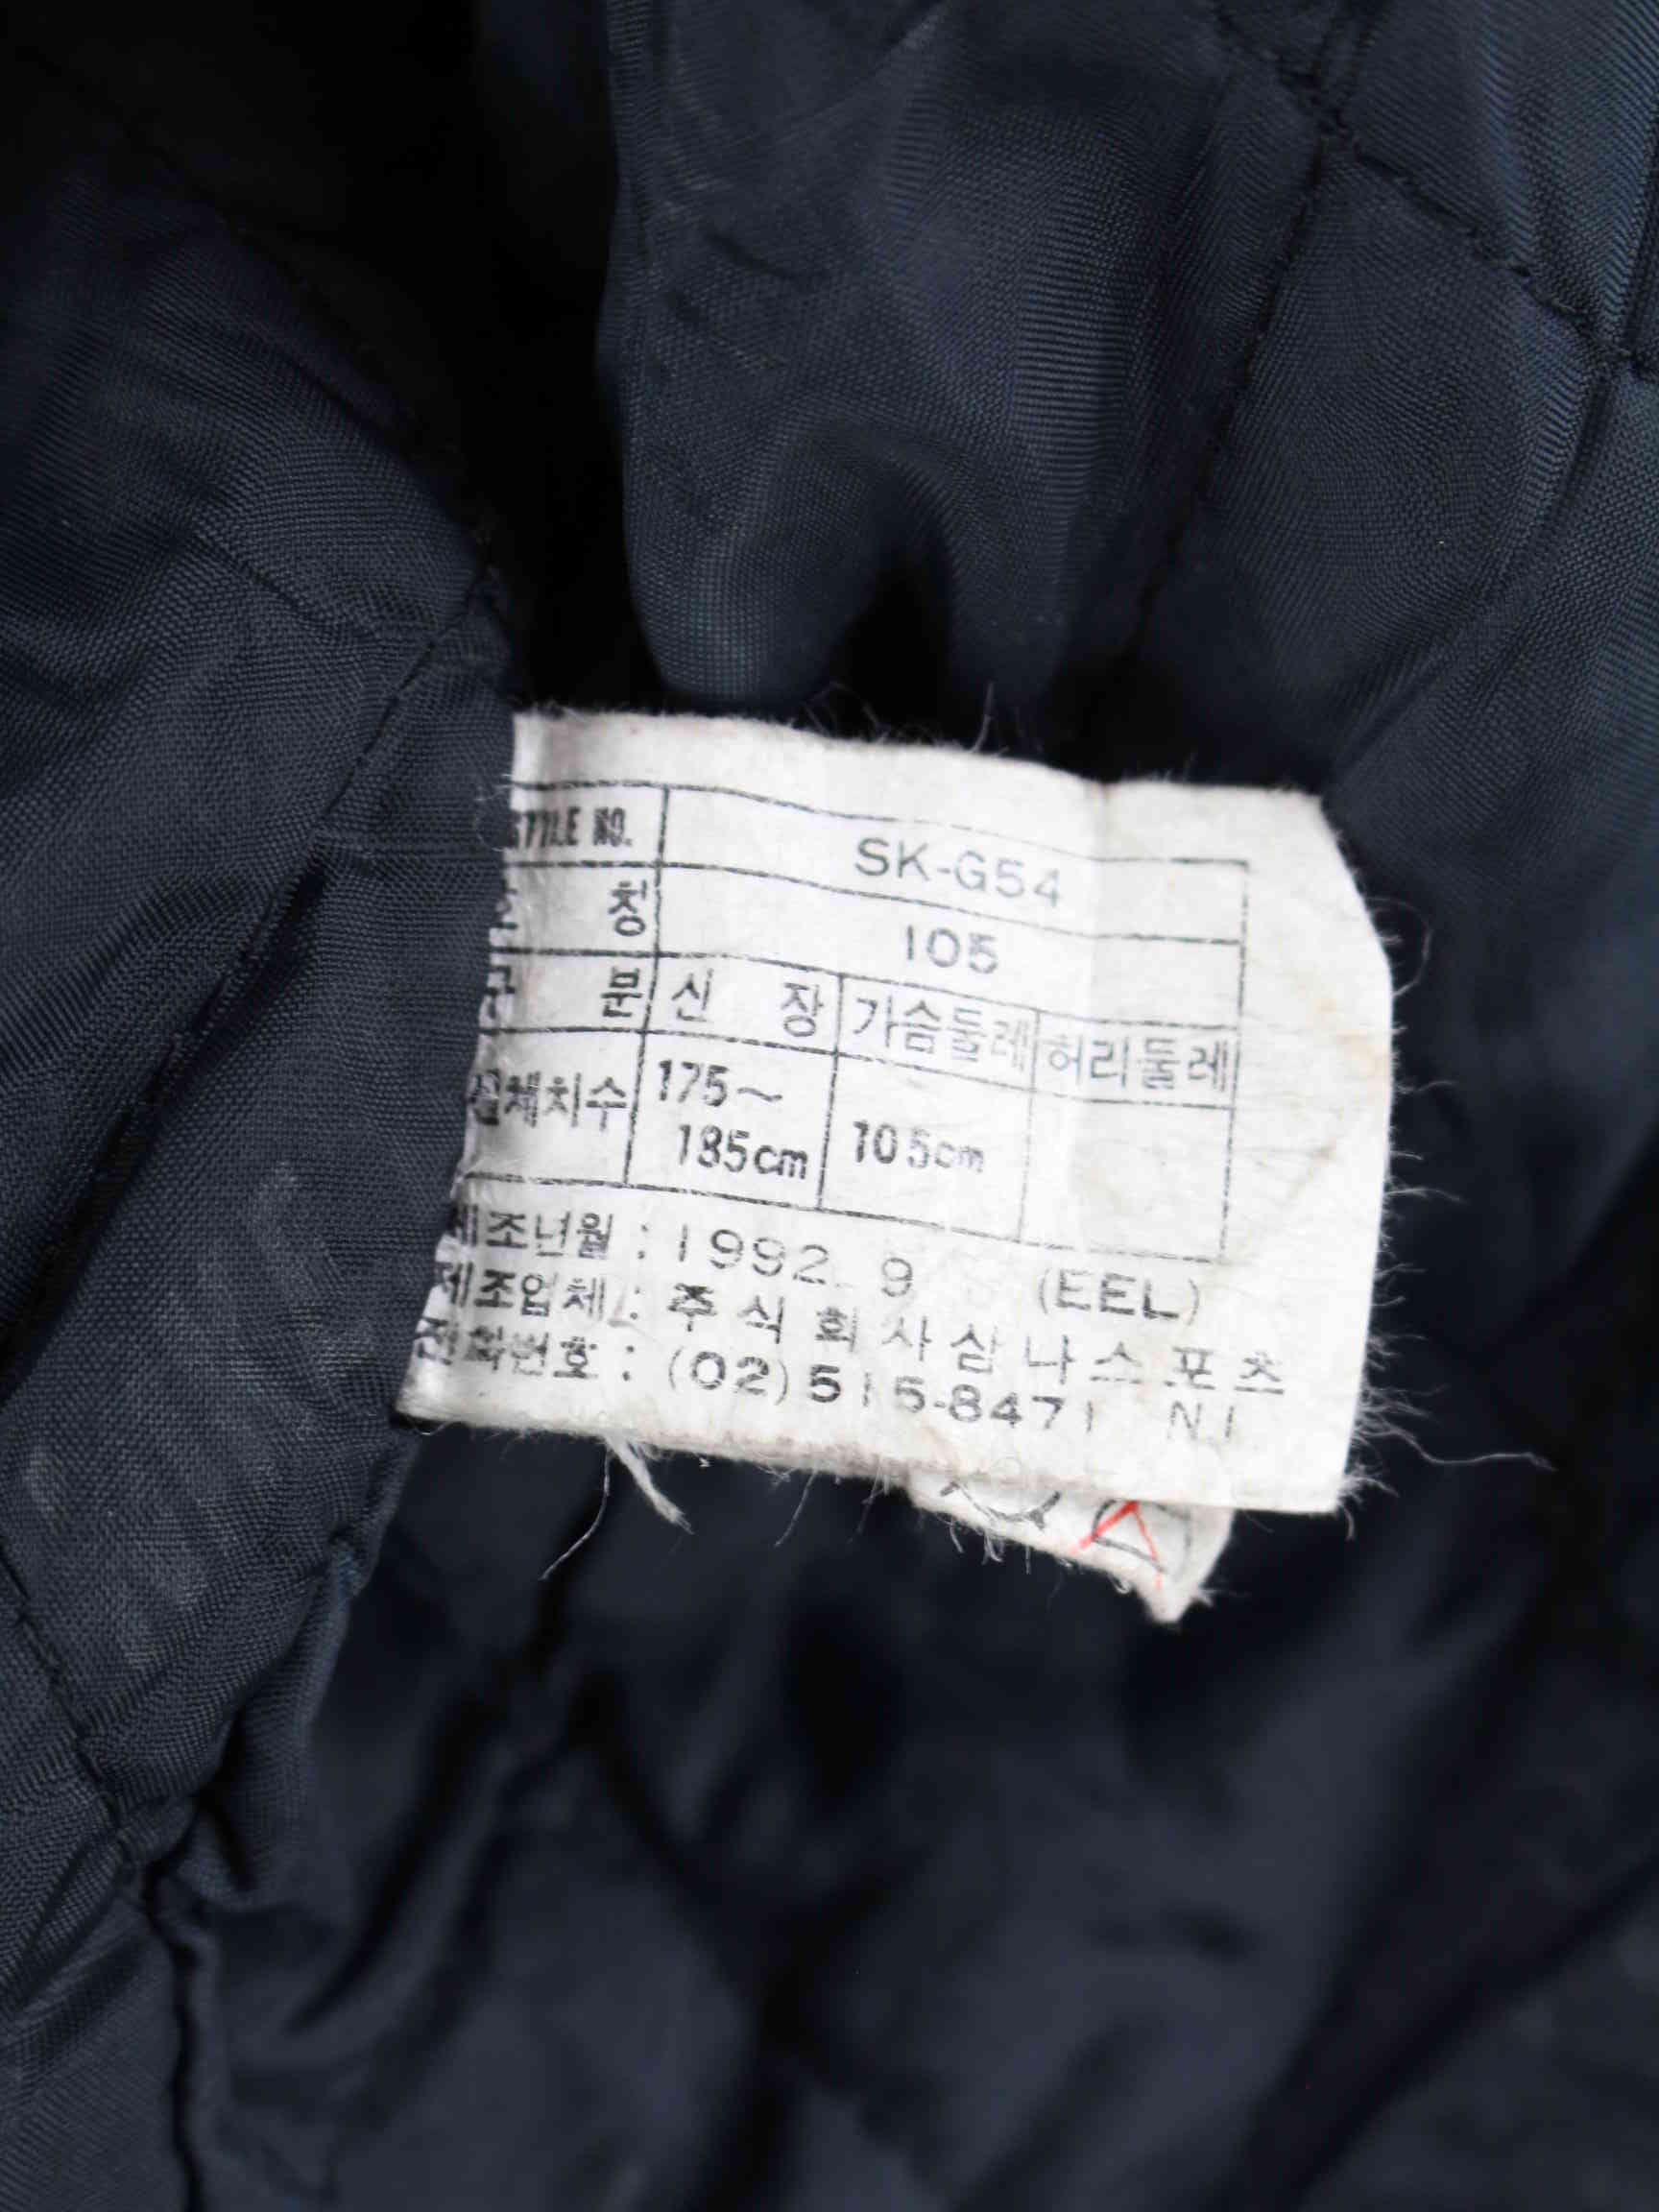 STYLE NO. SK-G54
호 칭 105
구 분 신 장 가슴둘레 허리둘레
신체치수 175~
185cm 105cm
제조년월 : 1992. 9 (EEL)
제조업체 : 주식회사삼나스포츠
전화번호 : (02)515-8471 N1